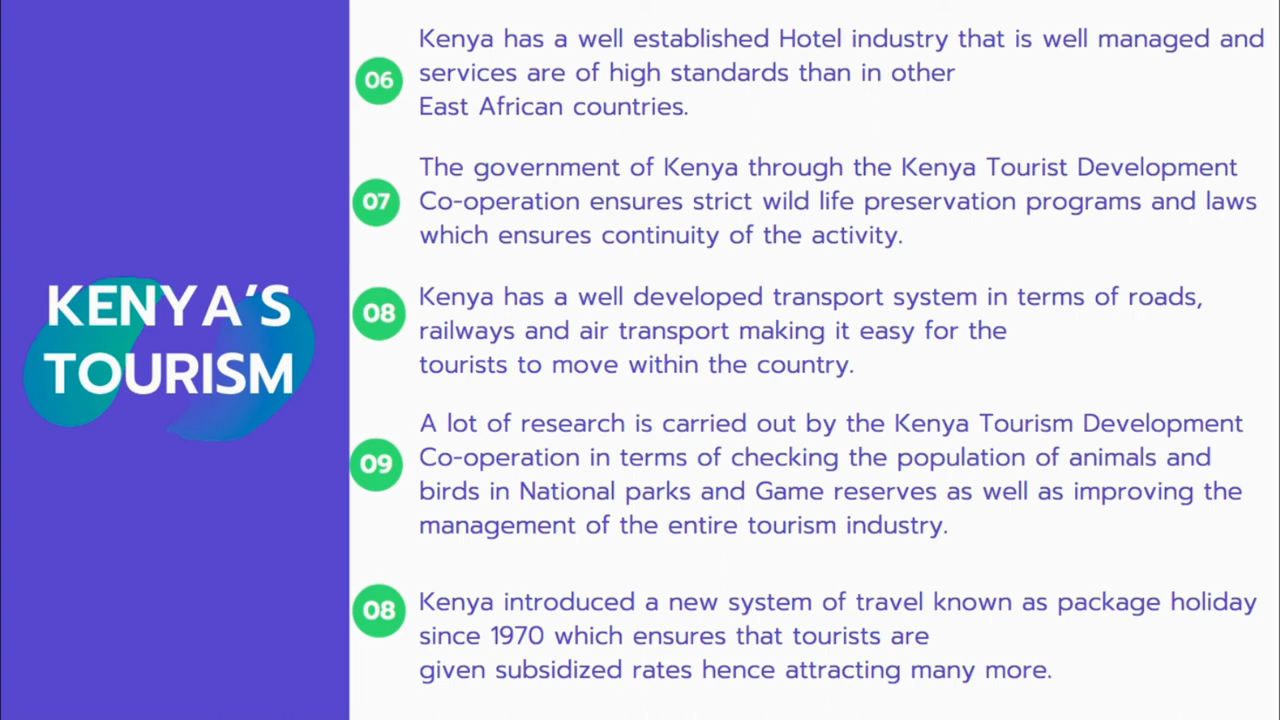 KENYA'S
TOURISM
06
Kenya has a well established Hotel industry that is well managed and
services are of high standards than in other
East African countries.
07
The government of Kenya through the Kenya Tourist Development
Co-operation ensures strict wild life preservation programs and laws
which ensures continuity of the activity.
08
Kenya has a well developed transport system in terms of roads,
railways and air transport making it easy for the
tourists to move within the country.
09
A lot of research is carried out by the Kenya Tourism Development
Co-operation in terms of checking the population of animals and
birds in National parks and Game reserves as well as improving the
management of the entire tourism industry.
08
Kenya introduced a new system of travel known as package holiday
since 1970 which ensures that tourists are
given subsidized rates hence attracting many more.